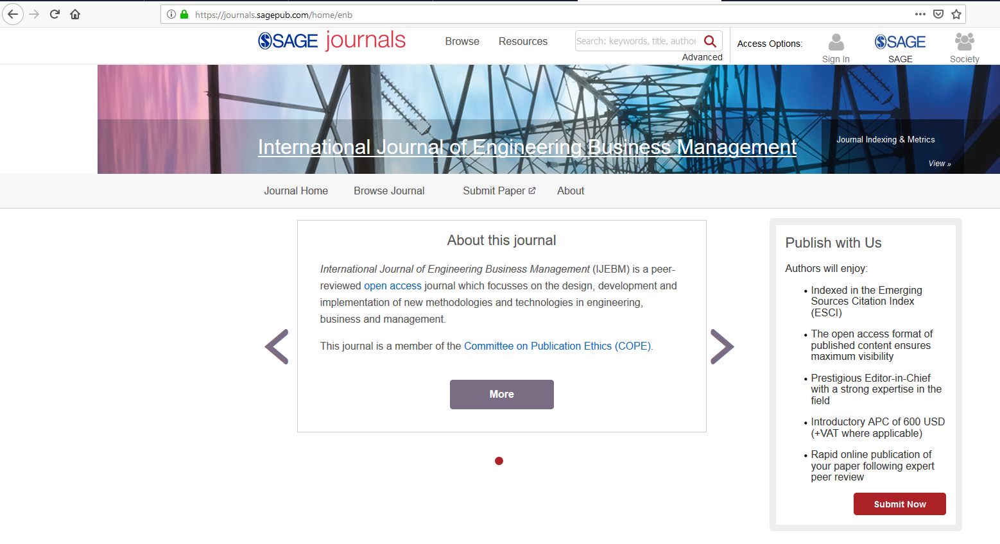 https://journals.sagepub.com/home/enb
SAGE journals
Browse
Resources
Search: keywords, title, author
Advanced
Access Options:
Sign In
SAGE
SAGE
Society
International Journal of Engineering Business Management
Journal Indexing & Metrics
View »
Journal Home
Browse Journal
Submit Paper
About
About this journal
International Journal of Engineering Business Management (IJEBM) is a peer-
reviewed open access journal which focusses on the design, development and
implementation of new methodologies and technologies in engineering,
business and management.
This journal is a member of the Committee on Publication Ethics (COPE).
More
Publish with Us
Authors will enjoy:
• Indexed in the Emerging
Sources Citation Index
(ESCI)
• The open access format of
published content ensures
maximum visibility
• Prestigious Editor-in-Chief
with a strong expertise in the
field
• Introductory APC of 600 USD
(+VAT where applicable)
• Rapid online publication of
your paper following expert
peer review
Submit Now